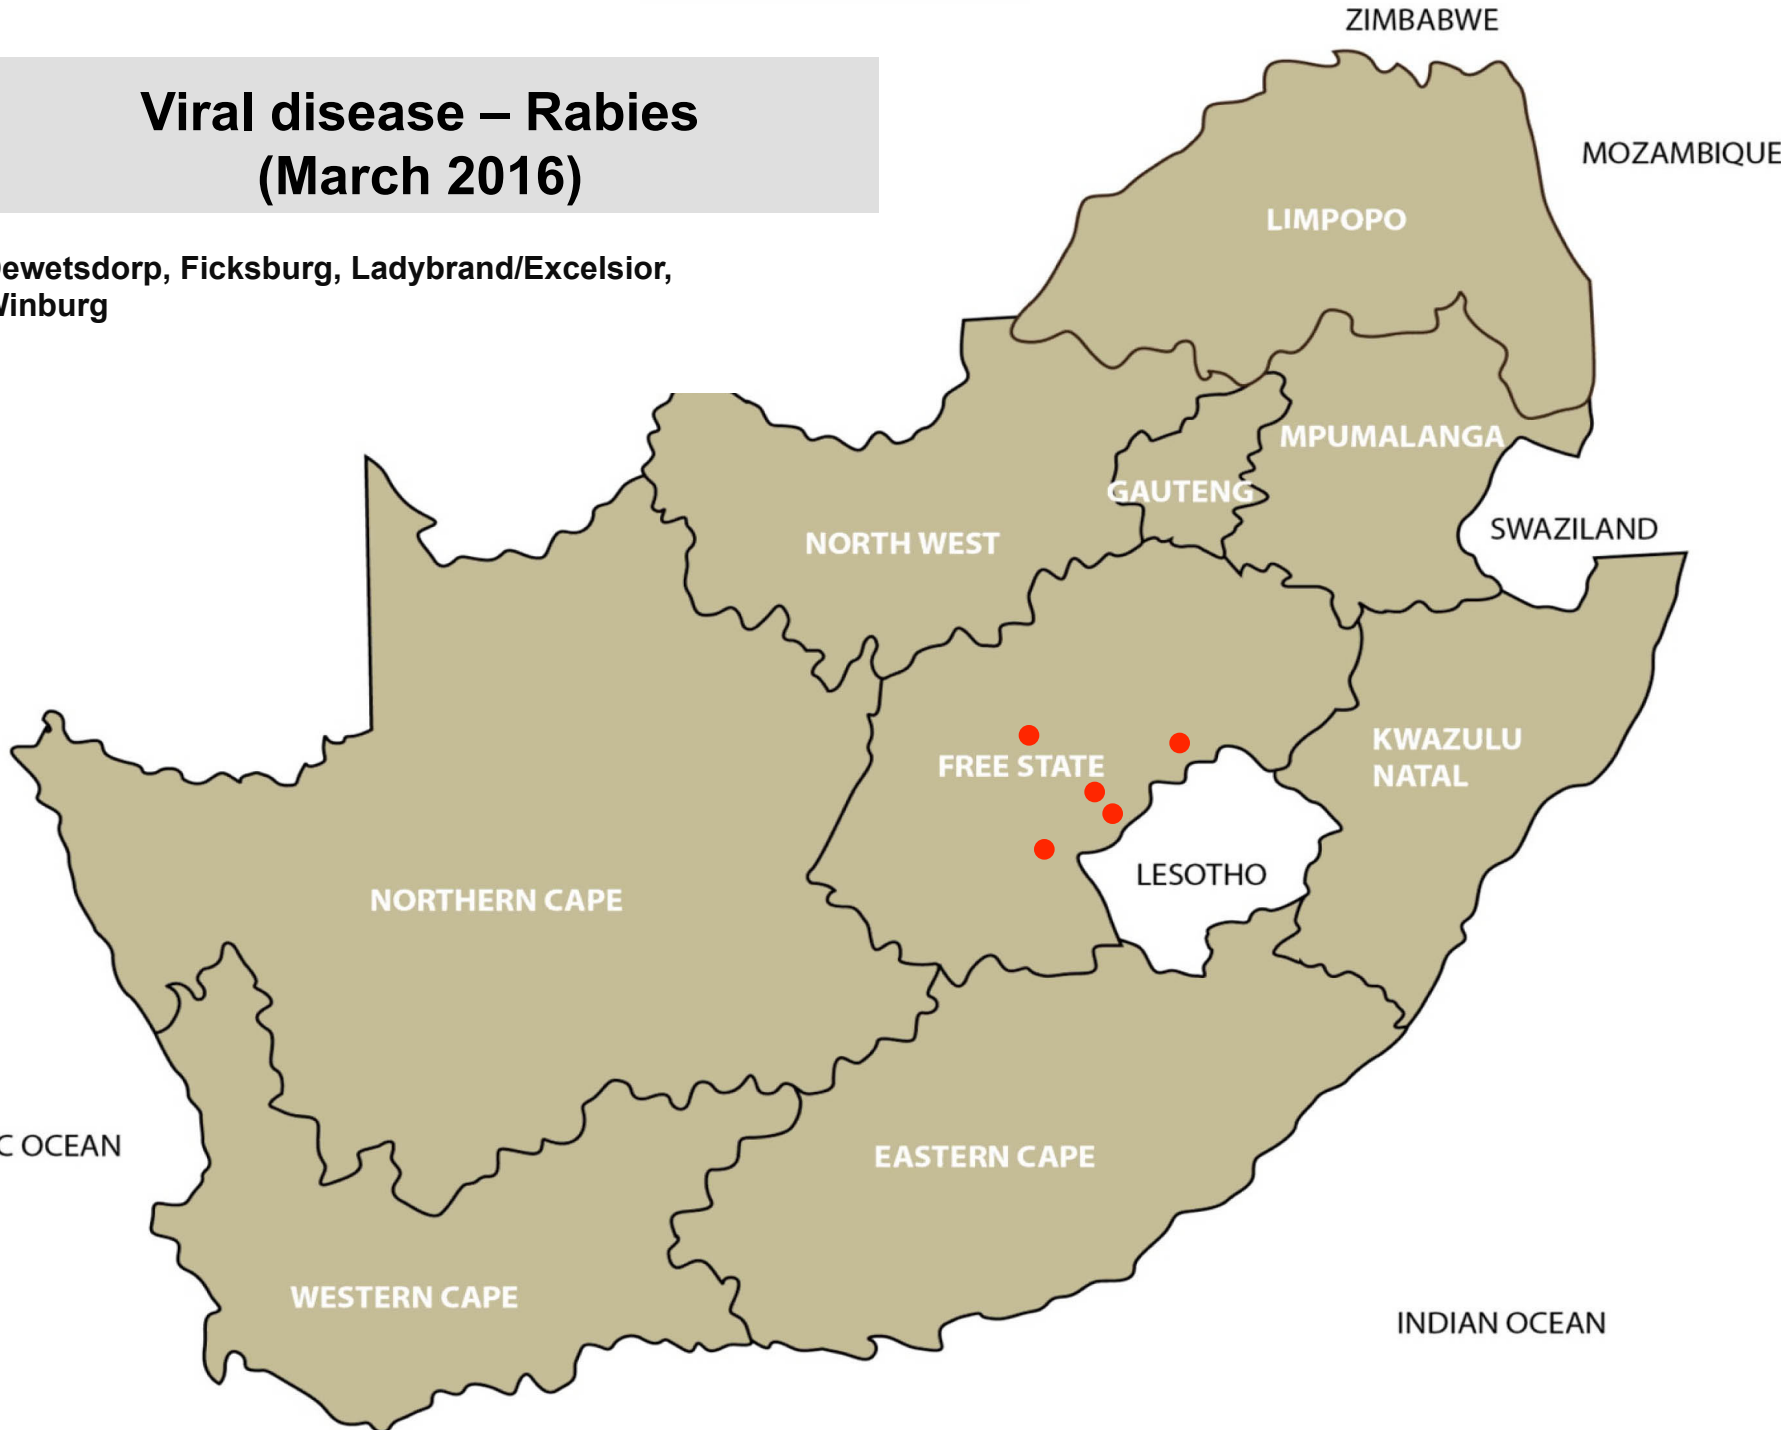 ZIMBABWE
Viral disease – Rabies
(March 2016)
MOZAMBIQUE
LIMPOPO
ewetsdorp, Ficksburg, Ladybrand/Excelsior,
Winburg
MPUMALANGA
GAUTENG
SWAZILAND
NORTH WEST
KWAZULU
NATAL
FREE STATE
LESOTHO
NORTHERN CAPE
C OCEAN
EASTERN CAPE
WESTERN CAPE
INDIAN OCEAN